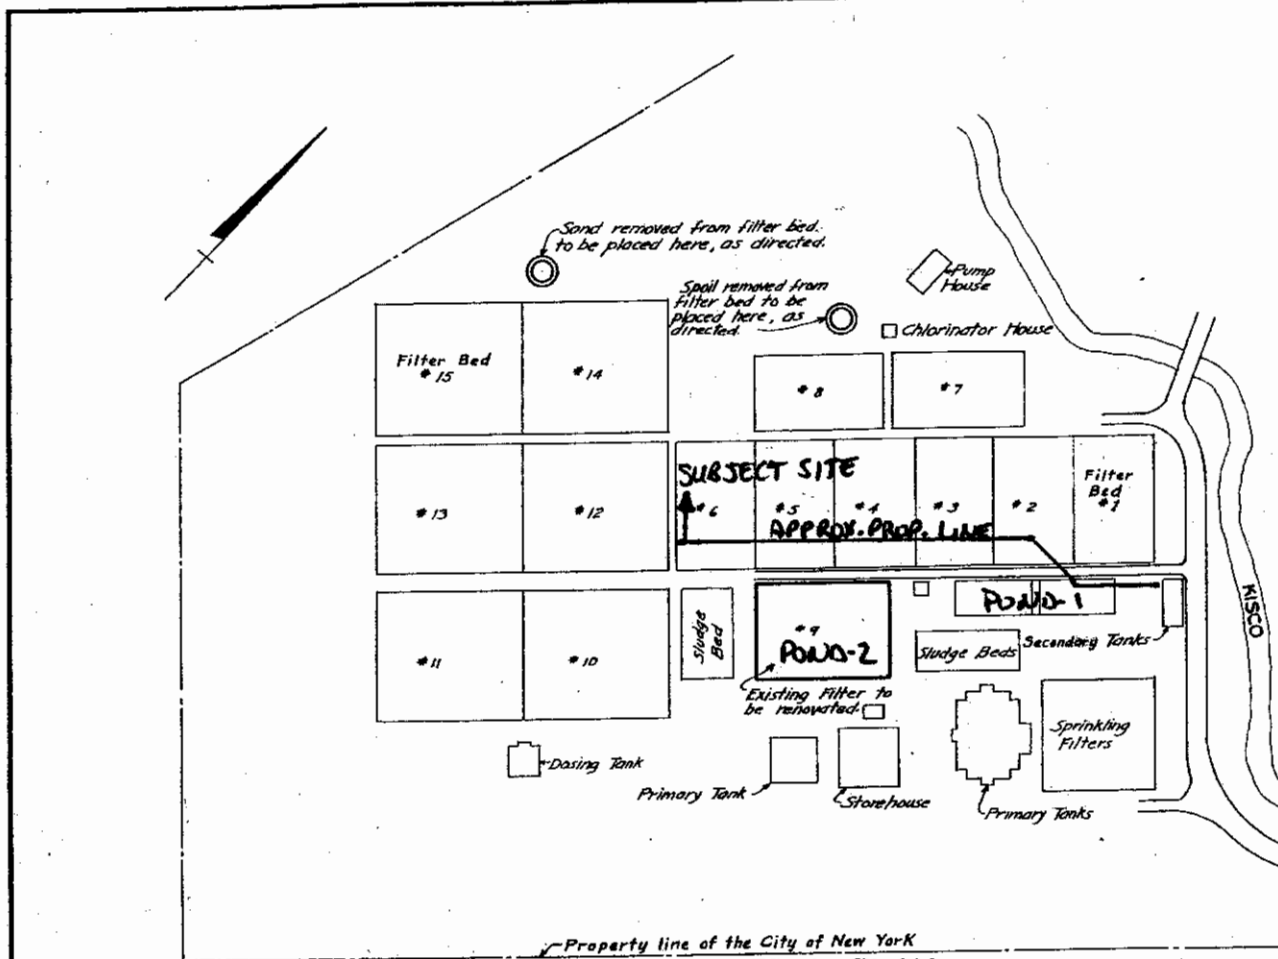 Sand removed from filter bed.
to be placed here, as directed.
Spoil removed from
filter bed to be
placed here, as
directed.
Pump
House
Chlorinator House
Filter Bed
# 15
# 14
# 8
# 7
SUBJECT SITE
Filter
Bed
# 1
# 13
# 12
# 6
# 5
# 4
# 3
# 2
APPROX. PROP. LINE
KISCO
POND-1
Sludge
Bed
# 9
POND-2
Sludge Beds
Secondary Tanks
# 11
# 10
Existing Filter to
be renovated.
Sprinkling
Filters
Dosing Tank
Primary Tank
Storehouse
Primary Tanks
Property line of the City of New York